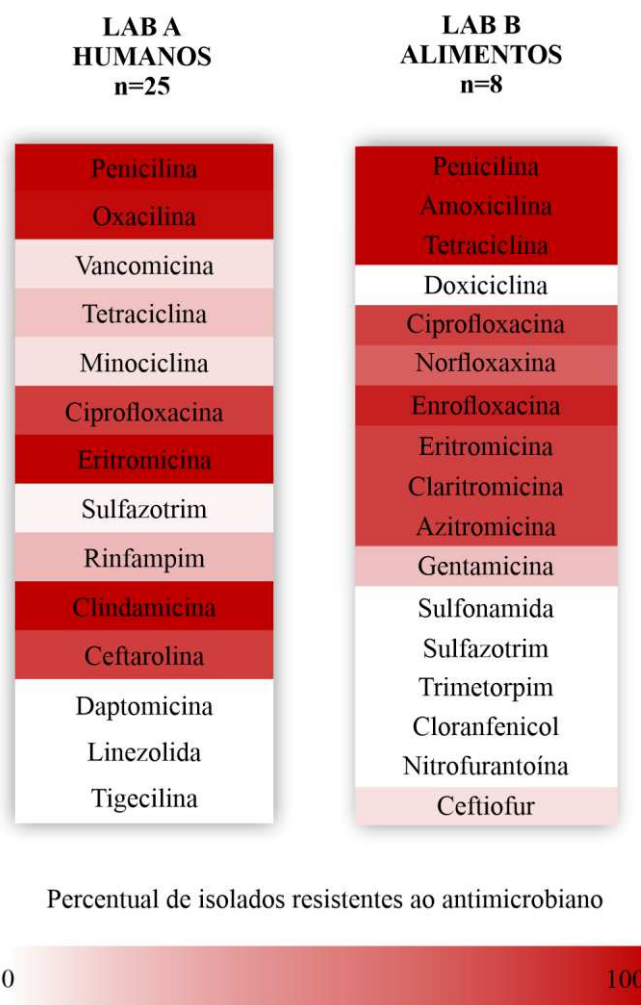 LAB A
HUMANOS
n=25
Penicilina
Oxacilina
Vancomicina
Tetraciclina
Minociclina
Ciprofloxacina
Eritromicina
Sulfazotrim
Rinfampim
Clindamicina
Ceftarolina
Daptomicina
Linezolida
Tigecilina
LAB B
ALIMENTOS
n=8
Penicilina
Amoxicilina
Tetraciclina
Doxiciclina
Ciprofloxacina
Norfloxaxina
Enrofloxacina
Eritromicina
Claritromicina
Azitromicina
Gentamicina
Sulfonamida
Sulfazotrim
Trimetorpim
Cloranfenicol
Nitrofurantoína
Ceftiofur
Percentual de isolados resistentes ao antimicrobiano
0
100